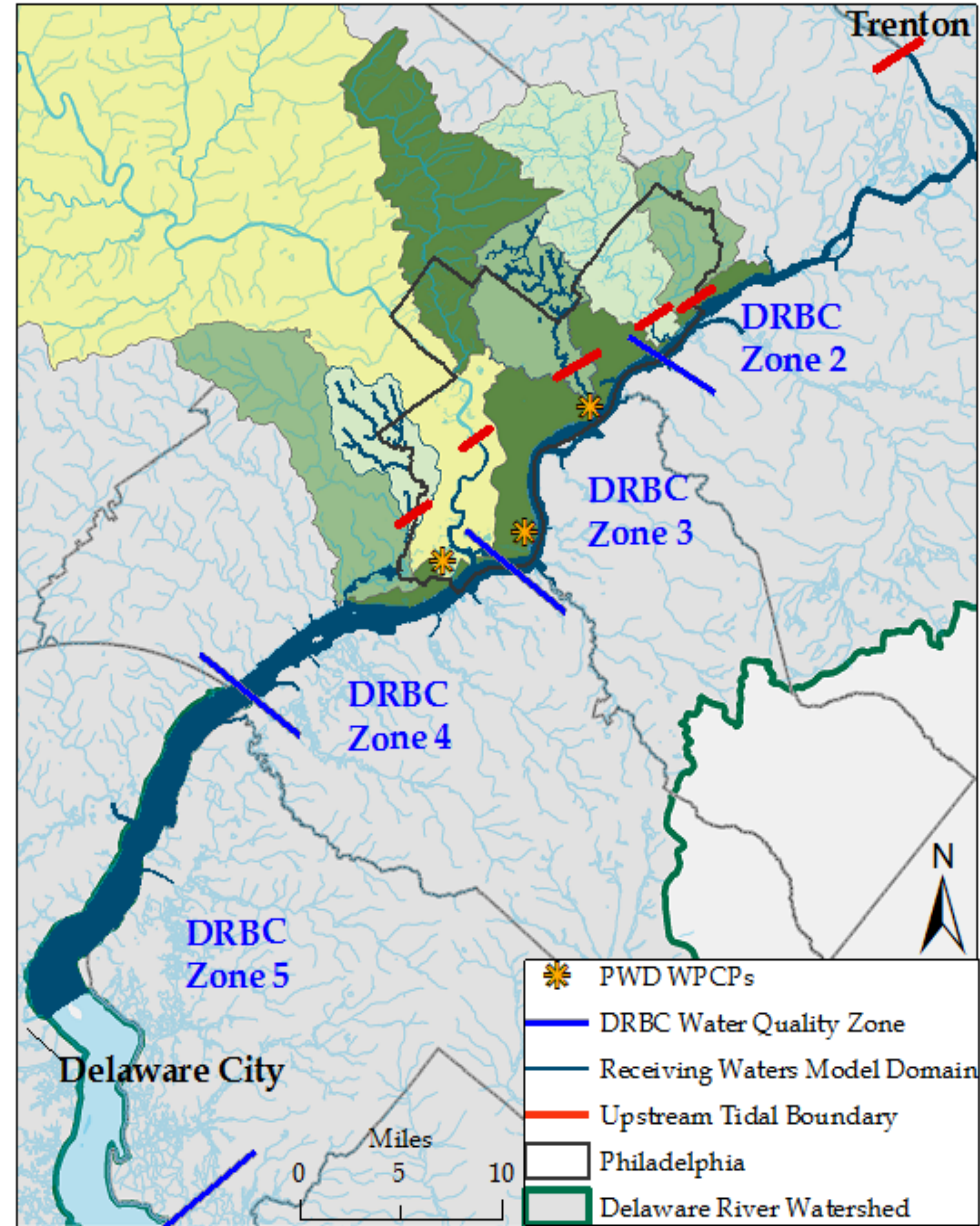 Trenton
DRBC
Zone 2
DRBC
Zone 3
DRBC
Zone 4
DRBC
Zone 5
Delaware City
N
Miles
0 5 10
PWD WPCPs
DRBC Water Quality Zone
Receiving Waters Model Domain
Upstream Tidal Boundary
Philadelphia
Delaware River Watershed